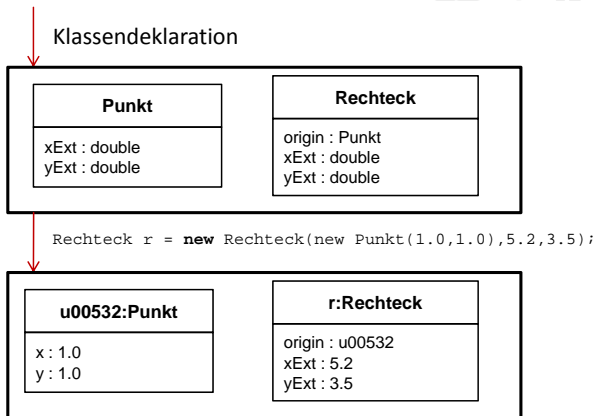 Klassendeklaration
Punkt
xExt : double
yExt : double
Rechteck
origin : Punkt
xExt : double
yExt : double
Rechteck r = new Rechteck(new Punkt(1.0,1.0),5.2,3.5);
u00532:Punkt
x : 1.0
y : 1.0
r:Rechteck
origin : u00532
xExt : 5.2
yExt : 3.5